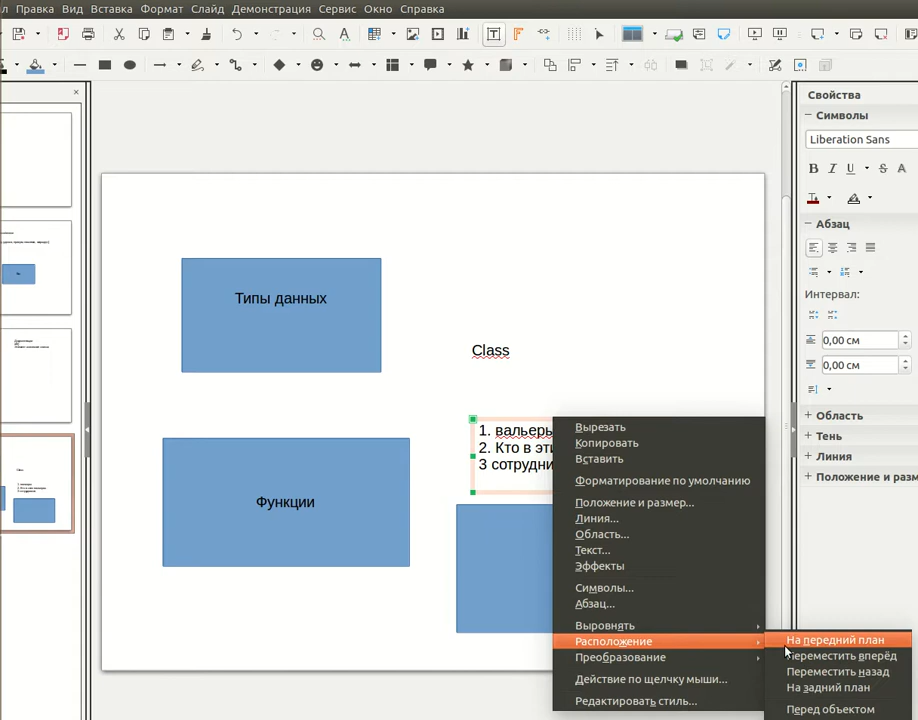 л Правка Вид Вставка Формат Слайд Демонстрация Сервис Окно Справка
Свойства
Символы
Liberation Sans
Абзац
Интервал:
0,00 см
0,00 см
Область
Тень
Линия
Положение и разм
Типы данных
Class
1. вальеры
2. Кто в эти
3 сотрудни
Функции
Вырезать
Копировать
Вставить
Форматирование по умолчанию
Положение и размер...
Линия...
Область...
Текст...
Эффекты
Символы...
Абзац...
Выровнять
Расположение
Преобразование
Действие по щелчку мыши...
Редактировать стиль...
На передний план
Переместить вперёд
Переместить назад
На задний план
Перед объектом